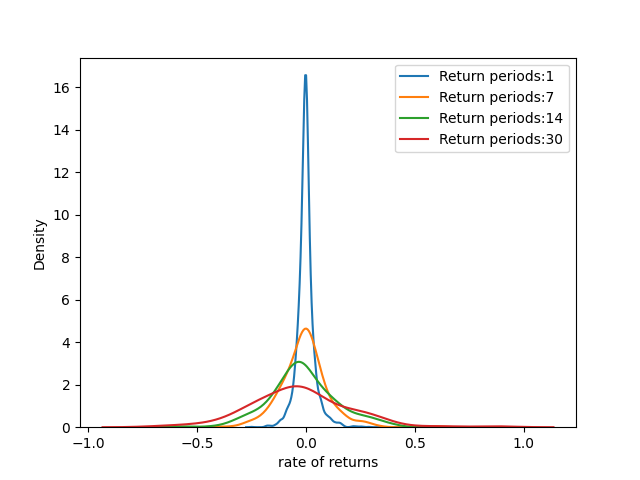 Return periods:1
Return periods:7
Return periods:14
Return periods:30
16
14
12
10
8
6
4
2
0
Density
−1.0 −0.5 0.0 0.5 1.0
rate of returns